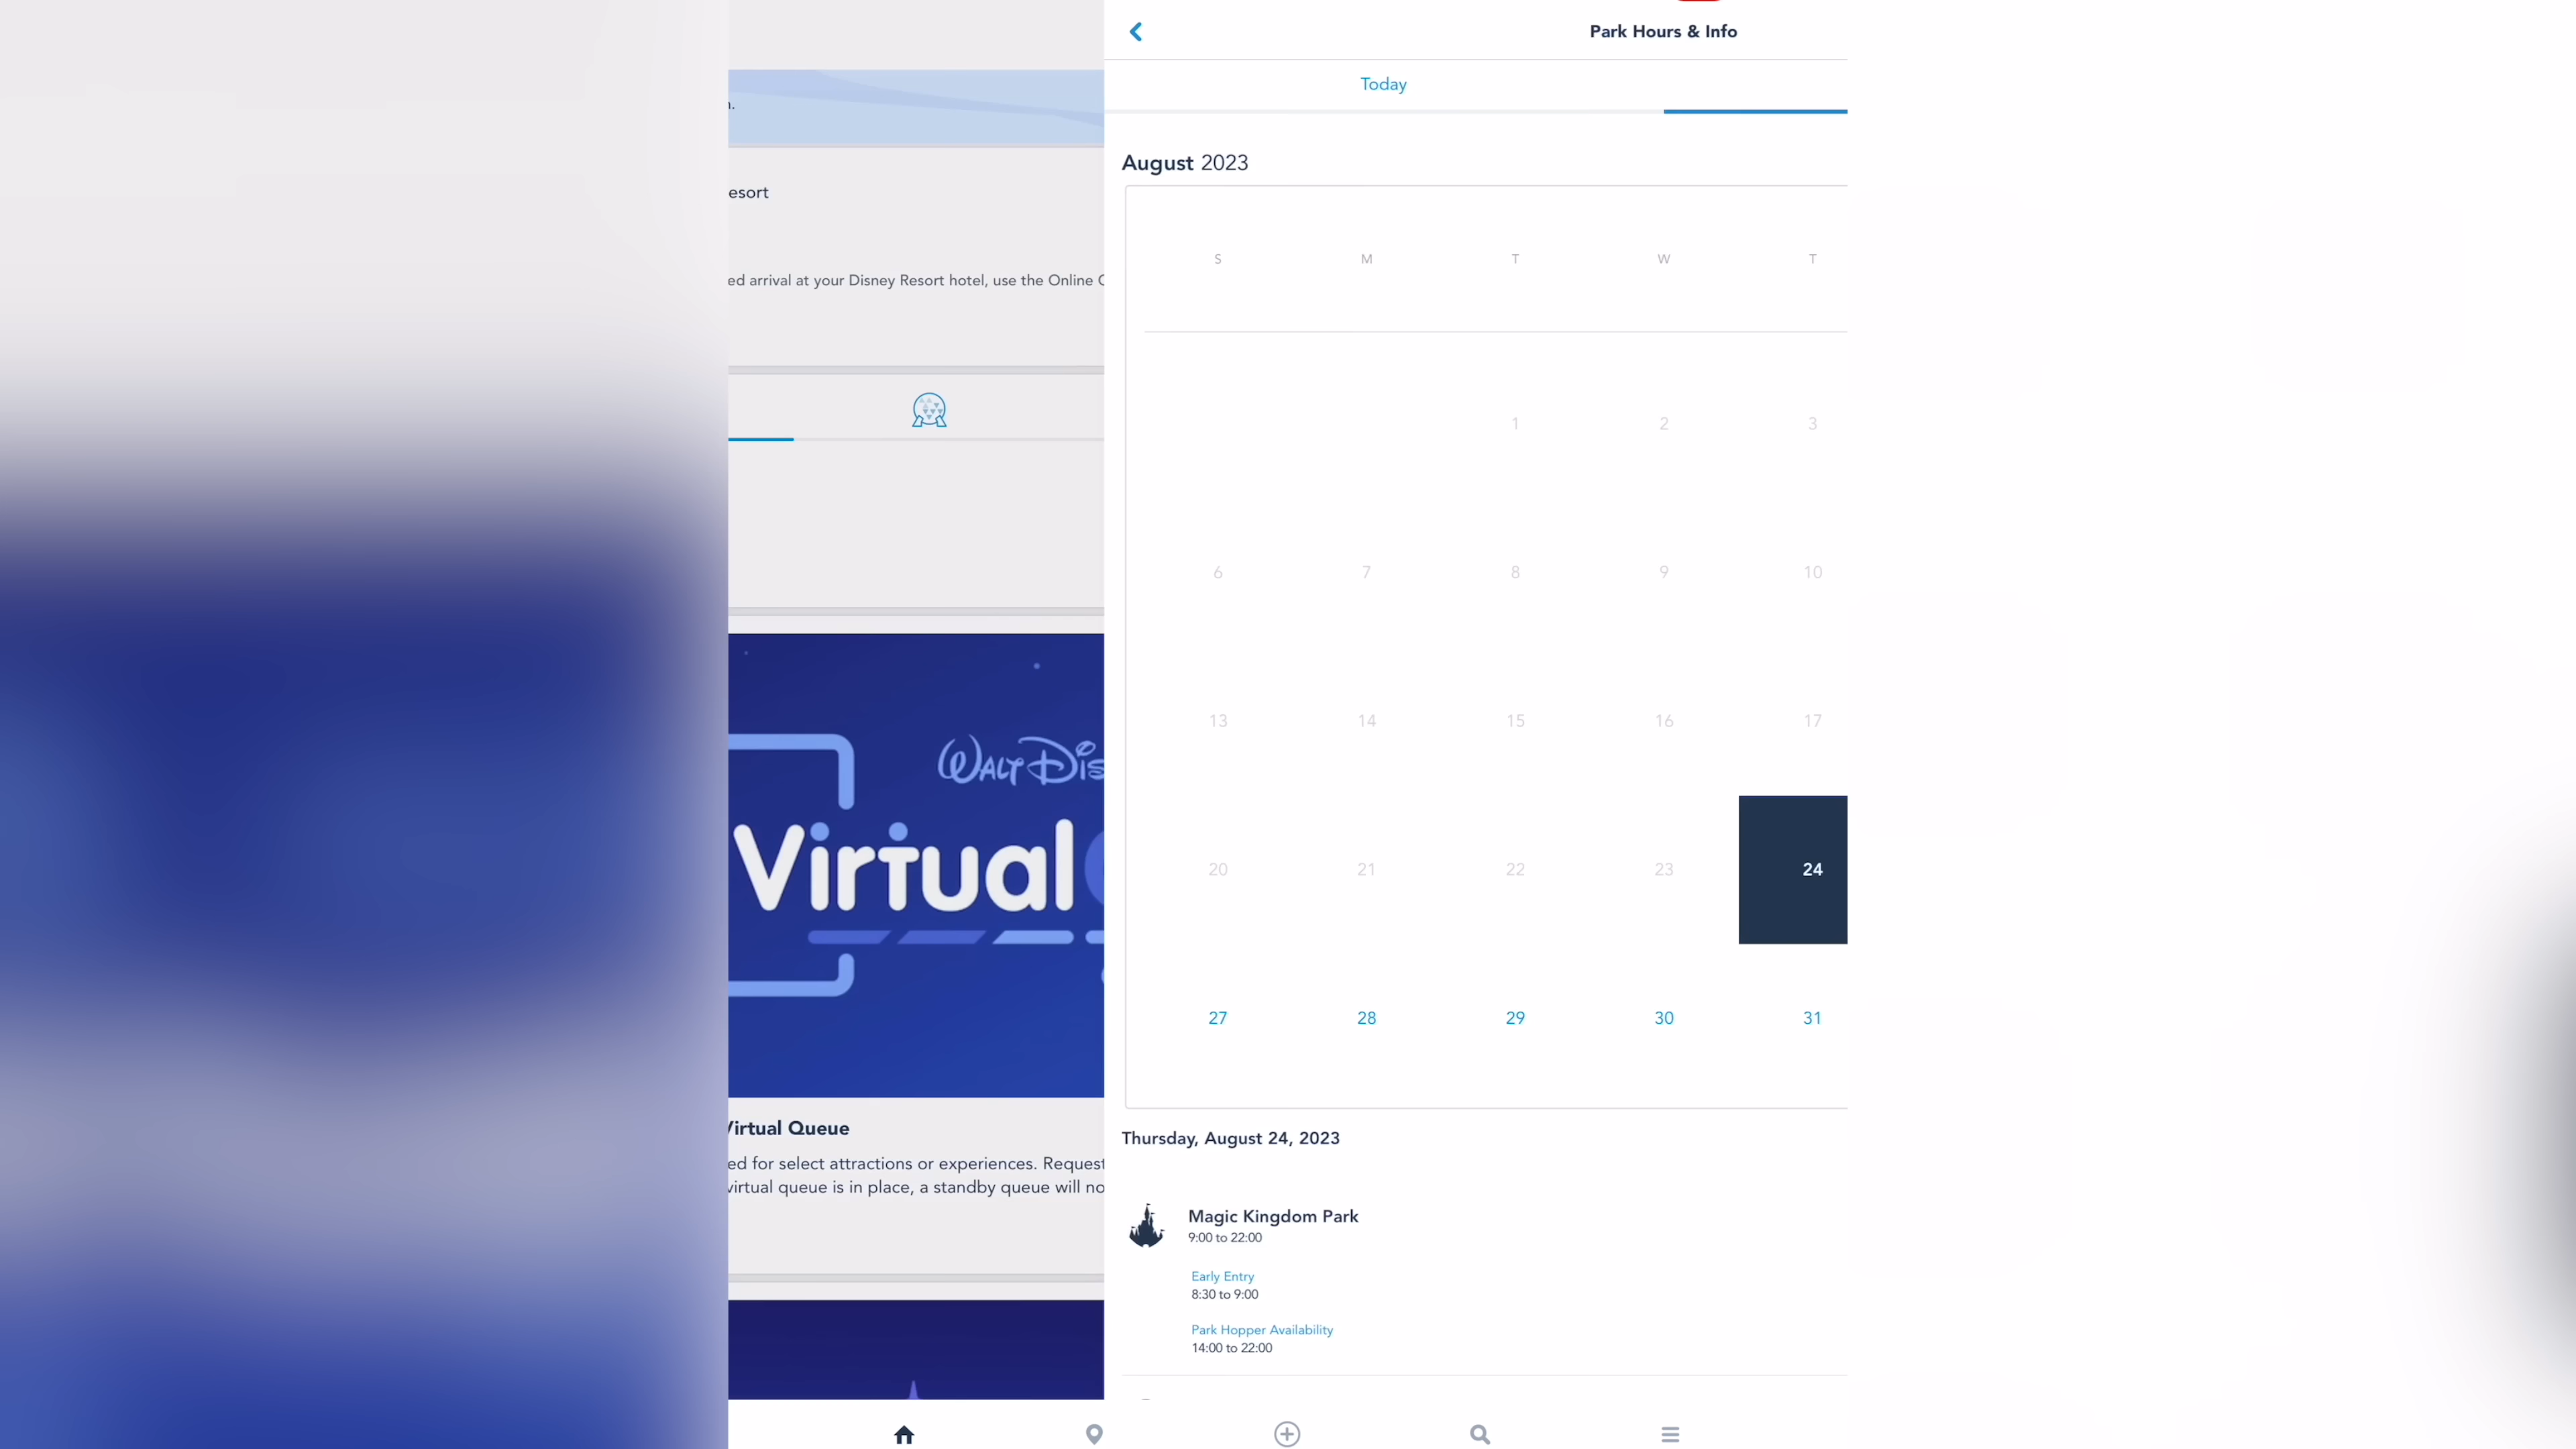 Park Hours & Info
Today
August 2023
S M T W T
1 2 3
6 7 8 9 10
13 14 15 16 17
20 21 22 23 24
27 28 29 30 31
Thursday, August 24, 2023
Magic Kingdom Park
9:00 to 22:00
Early Entry
8:30 to 9:00
Park Hopper Availability
14:00 to 22:00
n.
esort
ed arrival at your Disney Resort hotel, use the Online
WALT DIS
Virtual
Virtual Queue
ed for select attractions or experiences. Request
virtual queue is in place, a standby queue will no